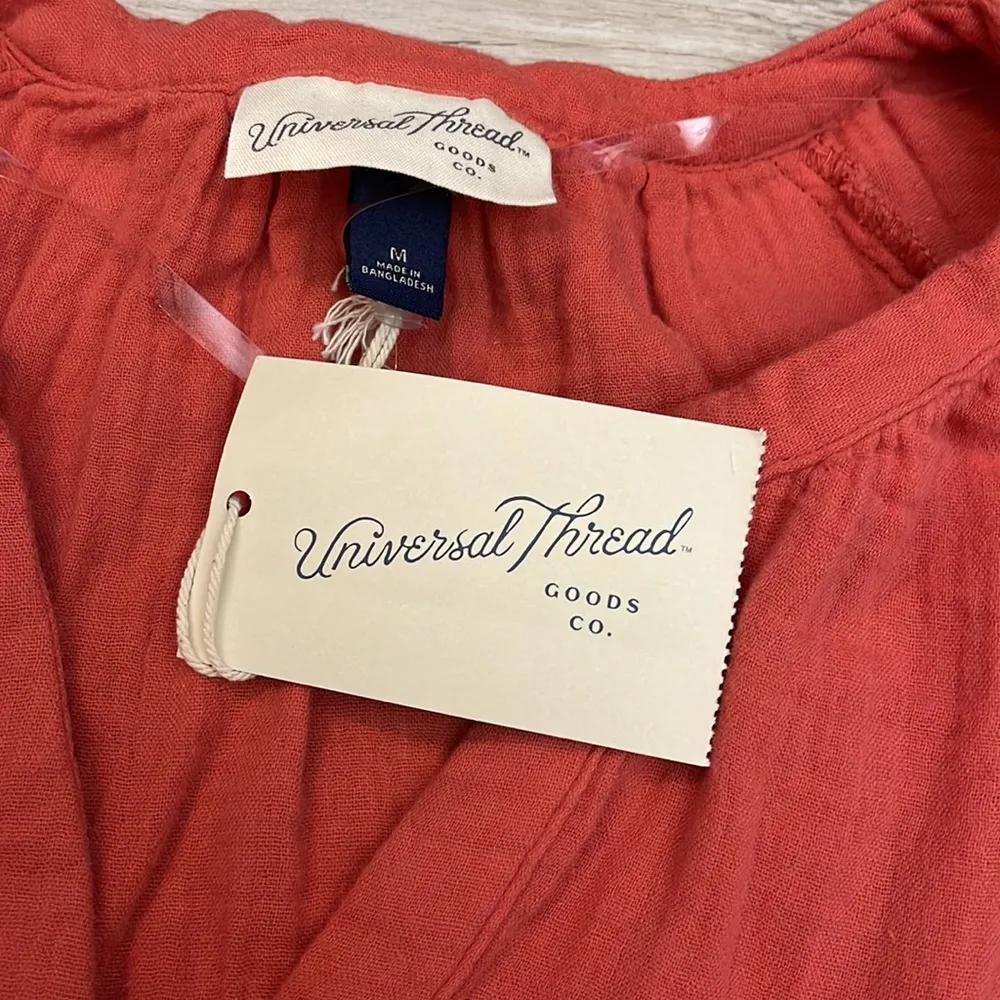 Universal Thread™
GOODS
CO.
M
MADE IN
BANGLADESH
Universal Thread™
GOODS
CO.